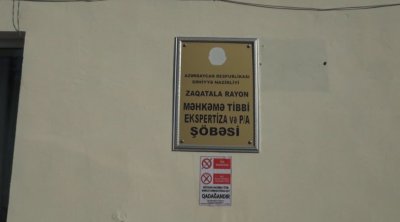 AZƏRBAYCAN RESPUBLİKASI
SƏHİYYƏ NAZİRLİYİ
ZAQATALA RAYON
MƏHKƏMƏ TİBBİ
EKSPERTİZA və P/A
ŞÖBƏSİ
QADAĞANDIR